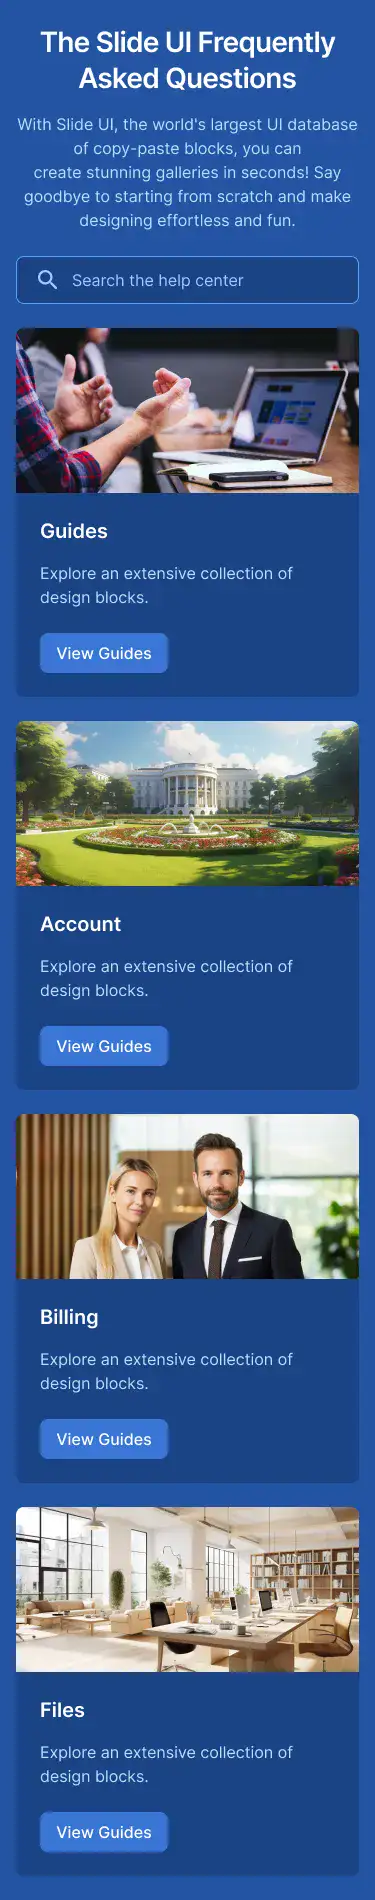 The Slide UI Frequently
Asked Questions
With Slide UI, the world's largest UI database
of copy-paste blocks, you can
create stunning galleries in seconds! Say
goodbye to starting from scratch and make
designing effortless and fun.
Search the help center
Guides
Explore an extensive collection of
design blocks.
View Guides
Account
Explore an extensive collection of
design blocks.
View Guides
Billing
Explore an extensive collection of
design blocks.
View Guides
Files
Explore an extensive collection of
design blocks.
View Guides